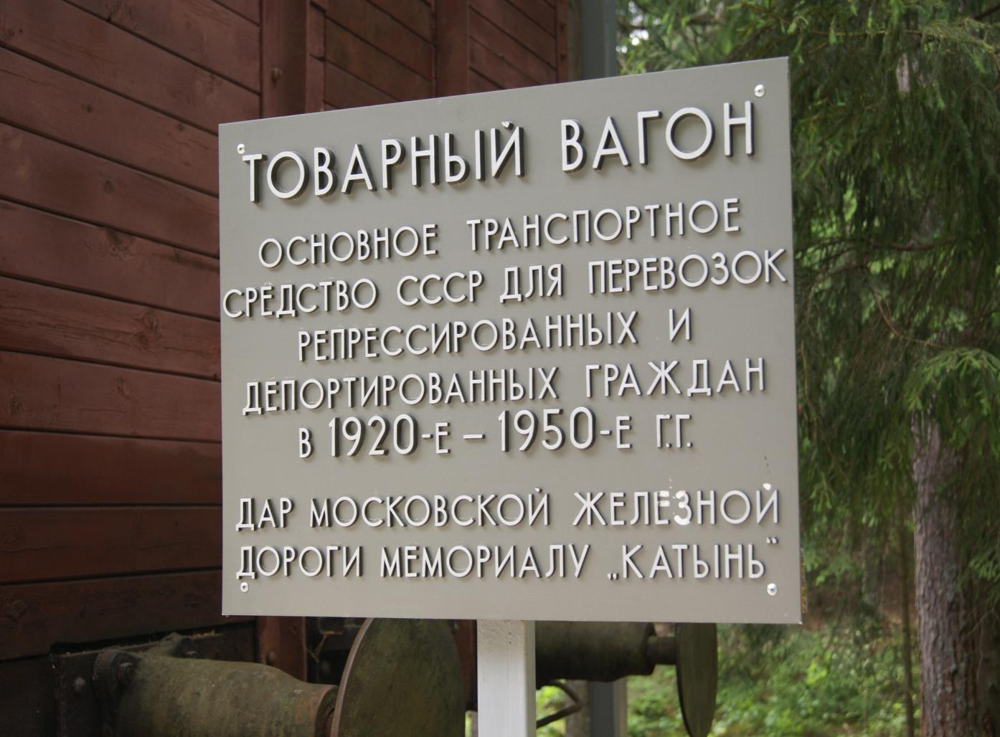 ТОВАРНЫЙ ВАГОН
ОСНОВНОЕ ТРАНСПОРТНОЕ
СРЕДСТВО СССР ДЛЯ ПЕРЕВОЗОК
РЕПРЕССИРОВАННЫХ И
ДЕПОРТИРОВАННЫХ ГРАЖДАН
В 1920-Е – 1950-Е Г.Г.
ДАР МОСКОВСКОЙ ЖЕЛЕЗНОЙ
ДОРОГИ МЕМОРИАЛУ „КАТЫНЬ“